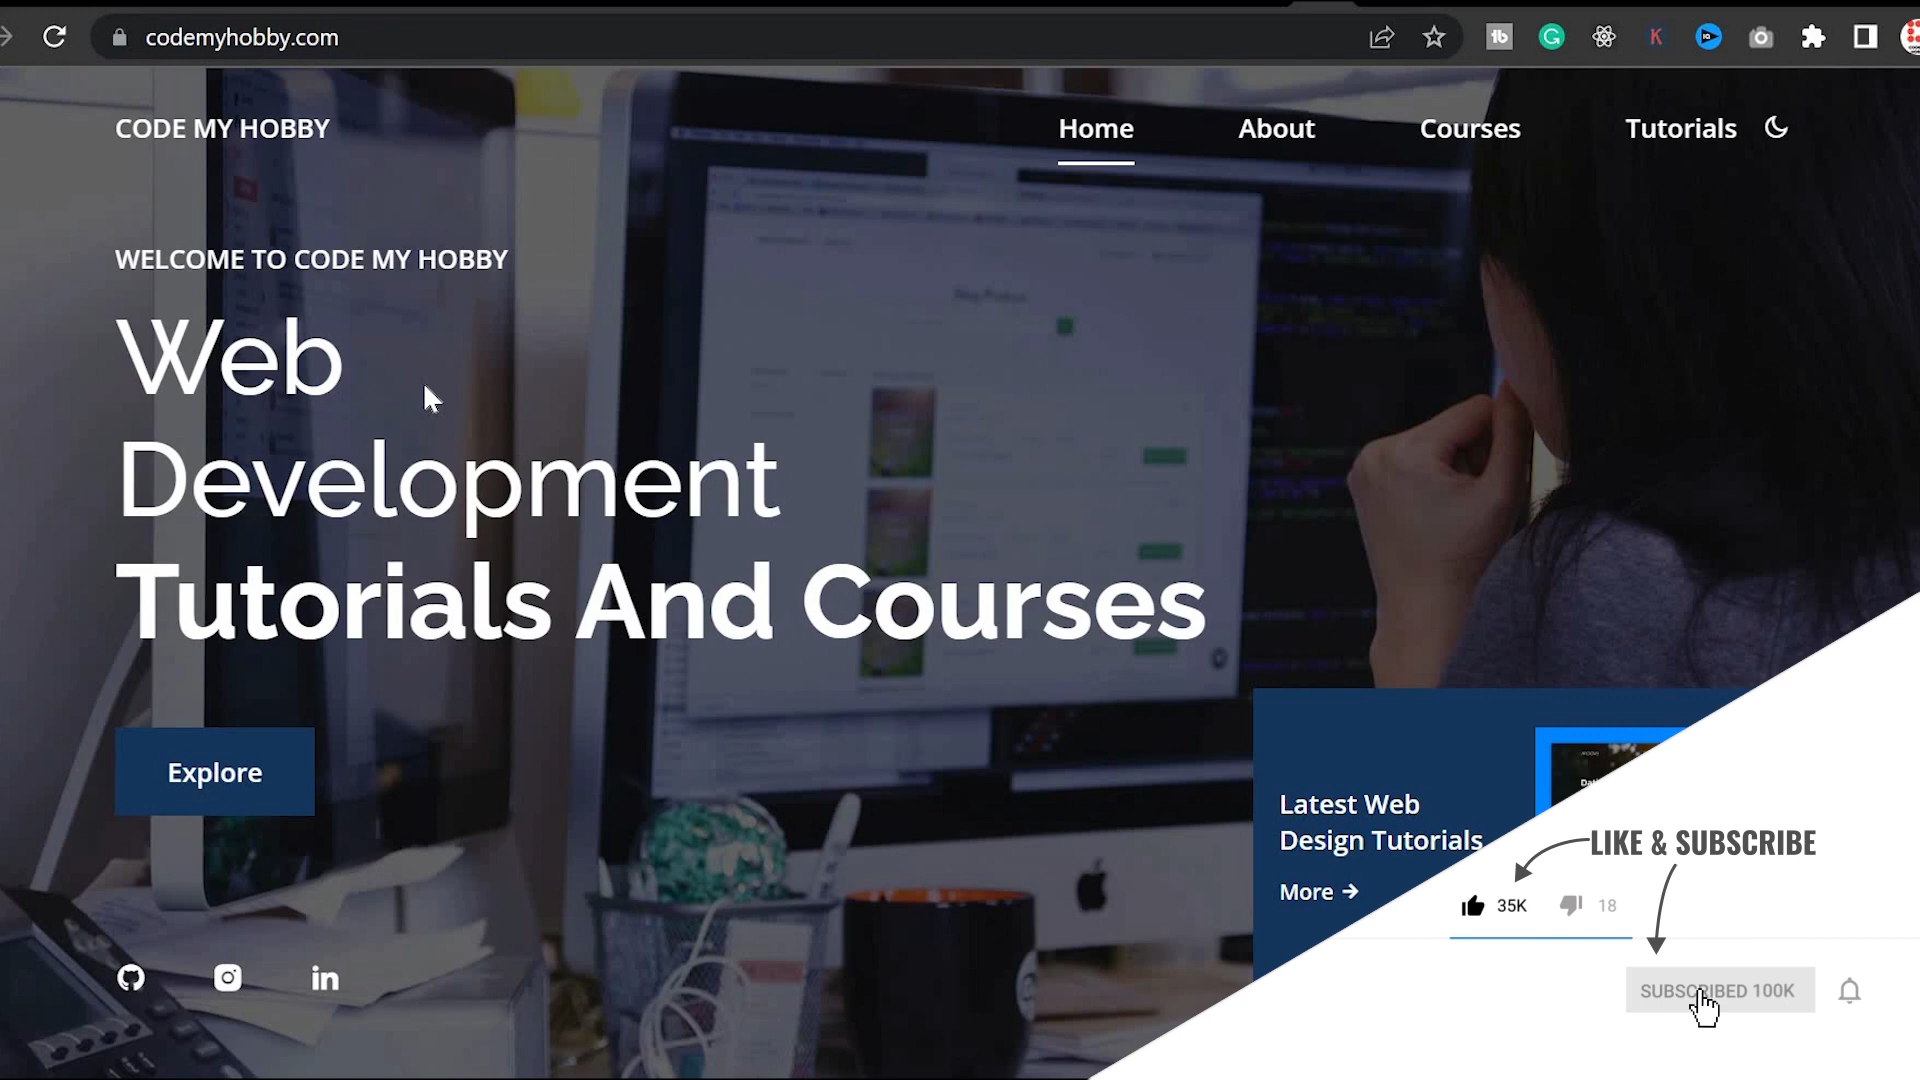 codemyhobby.com
CODE MY HOBBY
Home
About
Courses
Tutorials
WELCOME TO CODE MY HOBBY
Web
Development
Tutorials And Courses
Explore
Latest Web
Design Tutorials
More
LIKE & SUBSCRIBE
35K
18
SUBSCRIBED 100K